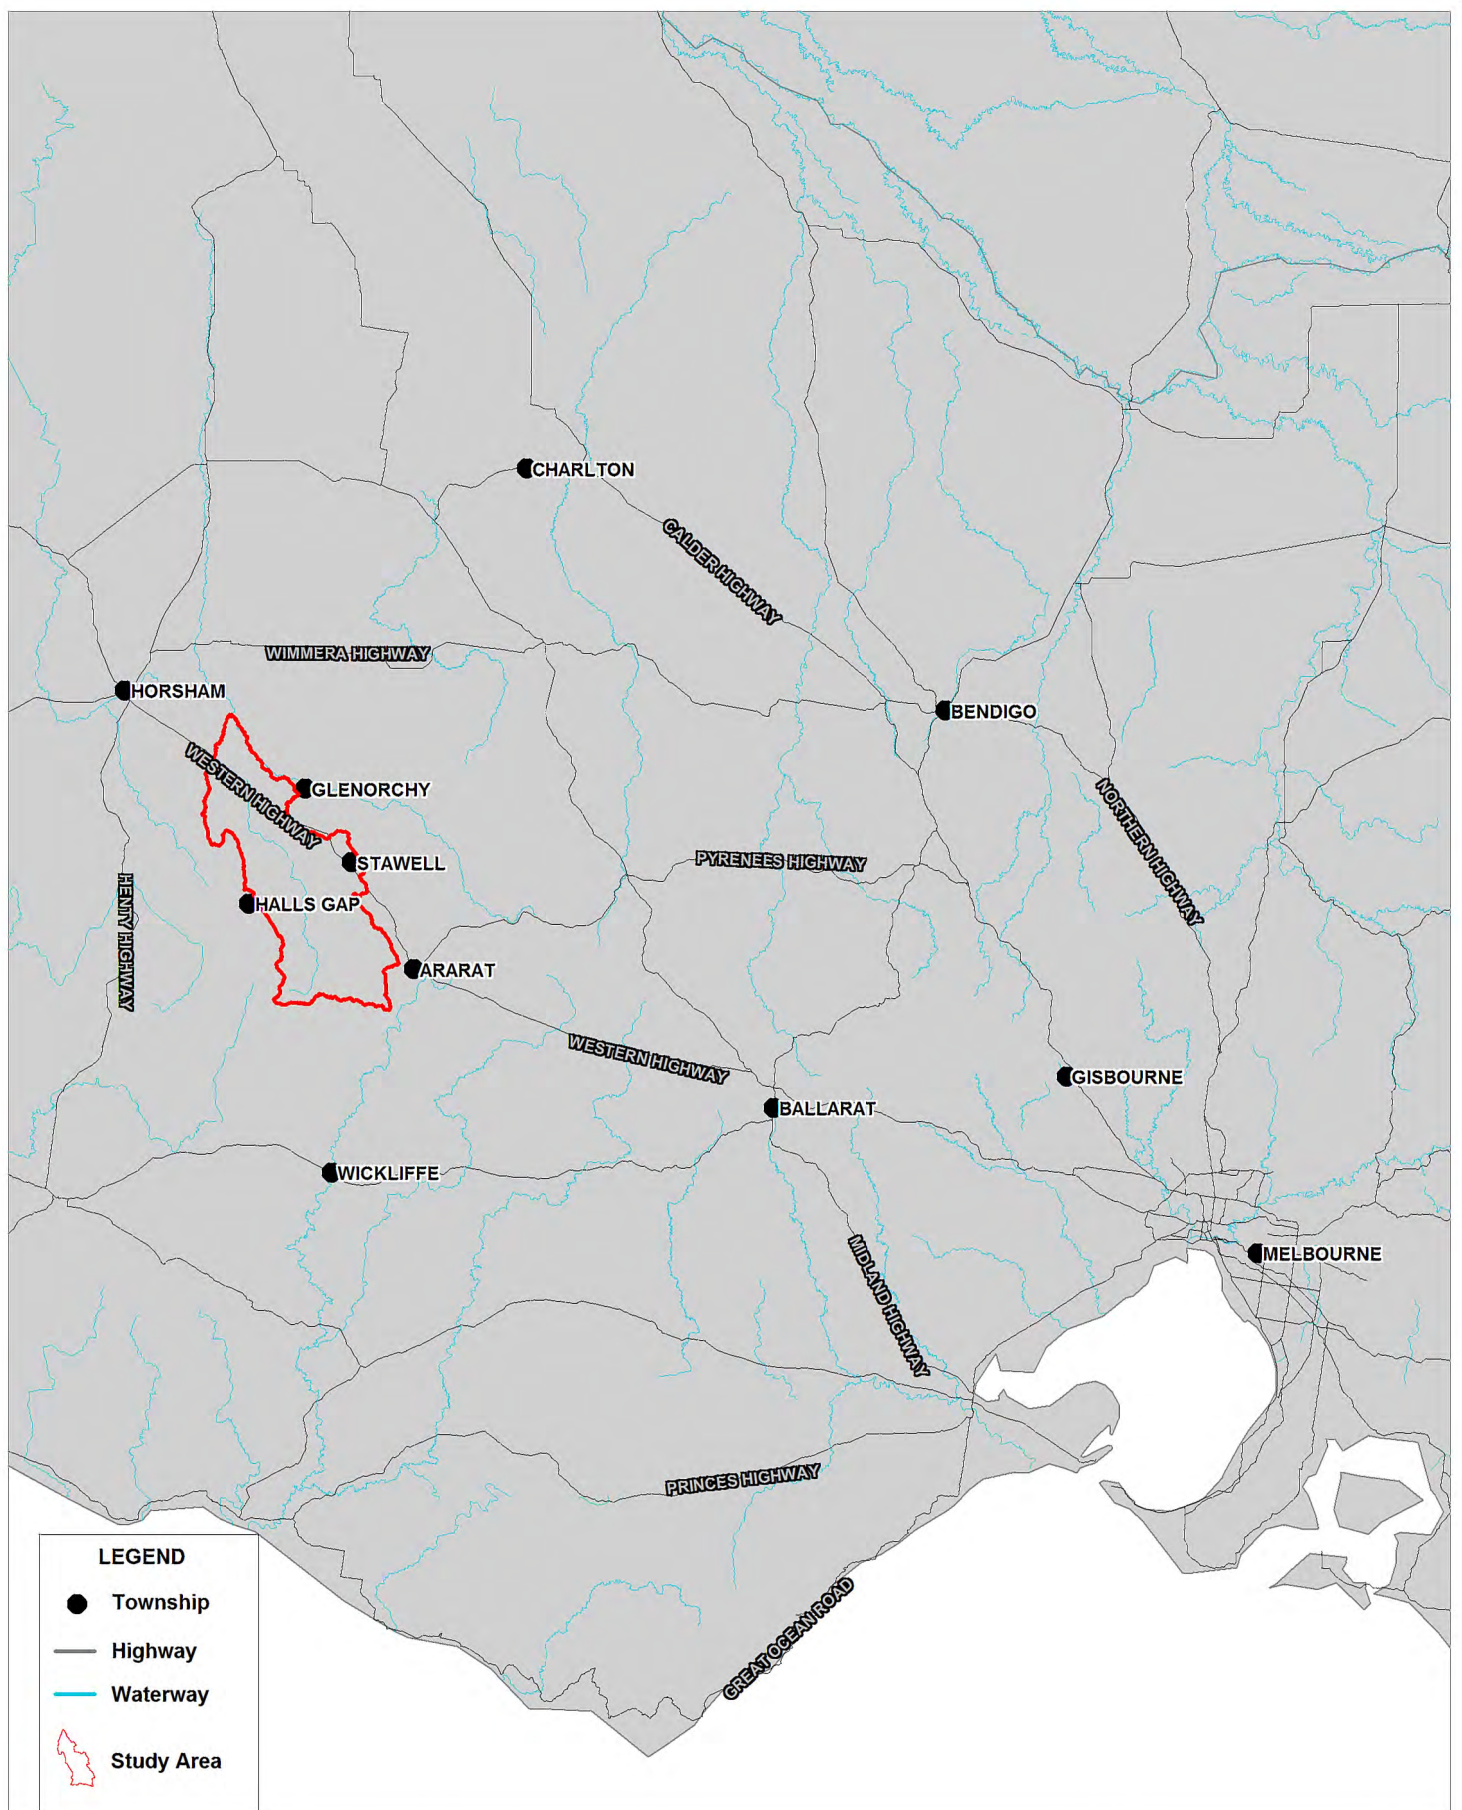 CHARLTON
CALDER HIGHWAY
WIMMERA HIGHWAY
HORSHAM
BENDIGO
WESTERN HIGHWAY
GLENORCHY
NORTHERN HIGHWAY
STAWELL
PYRENEES HIGHWAY
HENTY HIGHWAY
HALLS GAP
ARARAT
WESTERN HIGHWAY
GISBOURNE
BALLARAT
WICKLIFFE
MIDLAND HIGHWAY
MELBOURNE
PRINCES HIGHWAY
GREAT OCEAN ROAD
LEGEND
Township
Highway
Waterway
Study Area